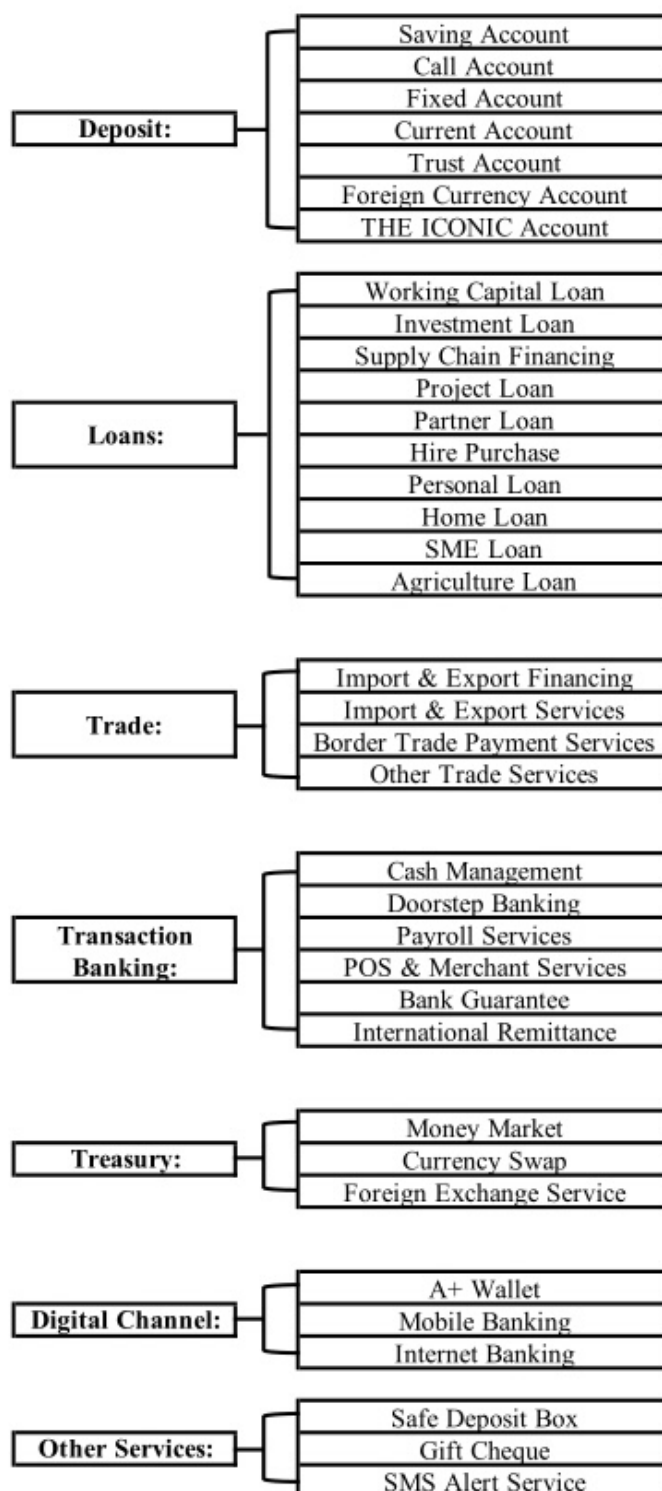 Deposit:
Saving Account
Call Account
Fixed Account
Current Account
Trust Account
Foreign Currency Account
THE ICONIC Account
Loans:
Working Capital Loan
Investment Loan
Supply Chain Financing
Project Loan
Partner Loan
Hire Purchase
Personal Loan
Home Loan
SME Loan
Agriculture Loan
Trade:
Import & Export Financing
Import & Export Services
Border Trade Payment Services
Other Trade Services
Transaction
Banking:
Cash Management
Doorstep Banking
Payroll Services
POS & Merchant Services
Bank Guarantee
International Remittance
Treasury:
Money Market
Currency Swap
Foreign Exchange Service
Digital Channel:
A+ Wallet
Mobile Banking
Internet Banking
Other Services:
Safe Deposit Box
Gift Cheque
SMS Alert Service